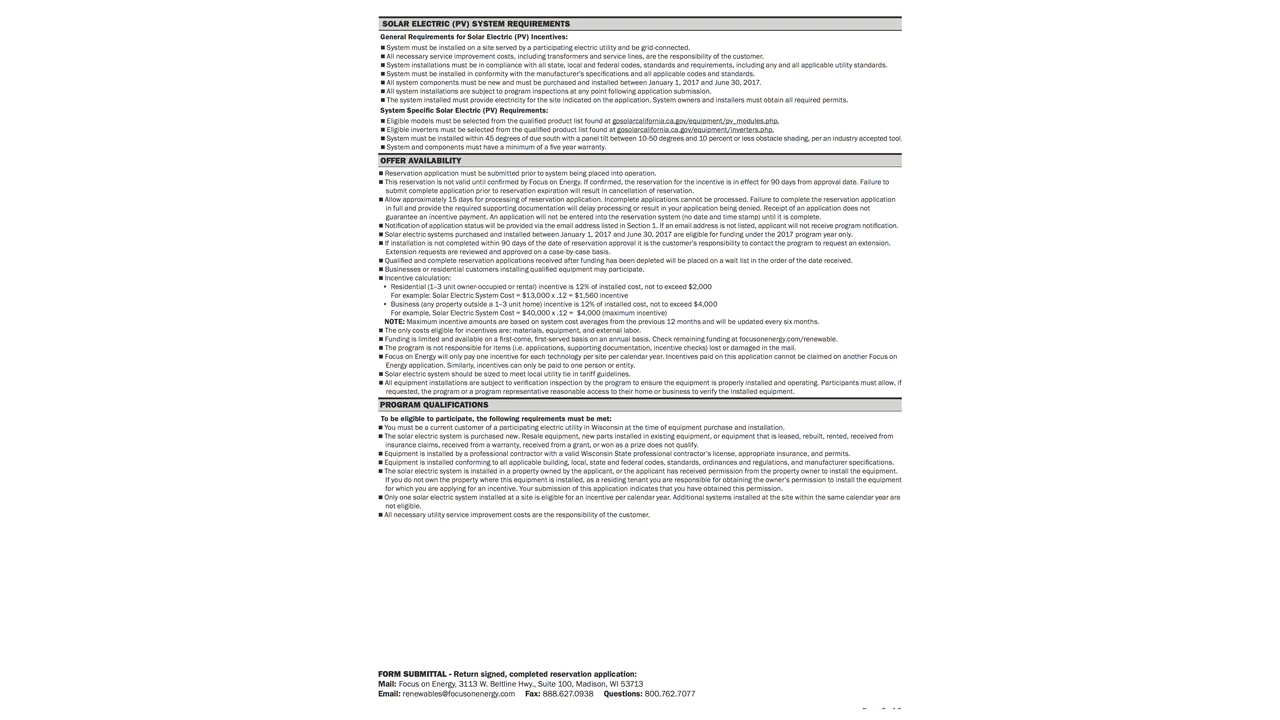 SOLAR ELECTRIC (PV) SYSTEM REQUIREMENTS
General Requirements for Solar Electric (PV) Incentives:
■ System must be installed on a site served by a participating electric utility and be grid-connected.
■ All necessary service improvement costs, including transformers and service lines, are the responsibility of the customer.
■ System installations must be in compliance with all state, local and federal codes, standards and requirements, including any and all applicable utility standards.
■ System must be installed in conformity with the manufacturer's specifications and all applicable codes and standards.
■ All system components must be new and must be purchased and installed between January 1, 2017 and June 30, 2017.
■ All system installations are subject to program inspections at any point following application submission.
■ The system installed must provide electricity for the site indicated on the application. System owners and installers must obtain all required permits.
System Specific Solar Electric (PV) Requirements:
■ Eligible models must be selected from the qualified product list found at gosolarcalifornia.ca.gov/equipment/pv_modules.php.
■ Eligible inverters must be selected from the qualified product list found at gosolarcalifornia.ca.gov/equipment/inverters.php.
■ System must be installed within 45 degrees of due south with a panel tilt between 10-50 degrees and 10 percent or less obstacle shading, per an industry accepted tool.
■ System and components must have a minimum of a five year warranty.
OFFER AVAILABILITY
■ Reservation application must be submitted prior to system being placed into operation.
■ This reservation is not valid until confirmed by Focus on Energy. If confirmed, the reservation for the incentive is in effect for 90 days from approval date. Failure to
submit complete application prior to reservation expiration will result in cancellation of reservation.
■ Allow approximately 15 days for processing of reservation application. Incomplete applications cannot be processed. Failure to complete the reservation application
in full and provide the required supporting documentation will delay processing or result in your application being denied. Receipt of an application does not
guarantee an incentive payment. An application will not be entered into the reservation system (no date and time stamp) until it is complete.
■ Notification of application status will be provided via the email address listed in Section 1. If an email address is not listed, applicant will not receive program notification.
■ Solar electric systems purchased and installed between January 1, 2017 and June 30, 2017 are eligible for funding under the 2017 program year only.
■ If installation is not completed within 90 days of the date of reservation approval it is the customer's responsibility to contact the program to request an extension.
Extension requests are reviewed and approved on a case-by-case basis.
■ Qualified and complete reservation applications received after funding has been depleted will be placed on a wait list in the order of the date received.
■ Businesses or residential customers installing qualified equipment may participate.
■ Incentive calculation:
• Residential (1–3 unit owner-occupied or rental) incentive is 12% of installed cost, not to exceed $2,000
For example: Solar Electric System Cost = $13,000 x .12 = $1,560 incentive
• Business (any property outside a 1–3 unit home) incentive is 12% of installed cost, not to exceed $4,000
For example, Solar Electric System Cost = $40,000 x .12 = $4,000 (maximum incentive)
NOTE: Maximum incentive amounts are based on system cost averages from the previous 12 months and will be updated every six months.
■ The only costs eligible for incentives are: materials, equipment, and external labor.
■ Funding is limited and available on a first-come, first-served basis on an annual basis. Check remaining funding at focusonenergy.com/renewable.
■ The program is not responsible for items (i.e. applications, supporting documentation, incentive checks) lost or damaged in the mail.
■ Focus on Energy will only pay one incentive for each technology per site per calendar year. Incentives paid on this application cannot be claimed on another Focus on
Energy application. Similarly, incentives can only be paid to one person or entity.
■ Solar electric system should be sized to meet local utility tie in tariff guidelines.
■ All equipment installations are subject to verification inspection by the program to ensure the equipment is properly installed and operating. Participants must allow, if
requested, the program or a program representative reasonable access to their home or business to verify the installed equipment.
PROGRAM QUALIFICATIONS
To be eligible to participate, the following requirements must be met:
■ You must be a current customer of a participating electric utility in Wisconsin at the time of equipment purchase and installation.
■ The solar electric system is purchased new. Resale equipment, new parts installed in existing equipment, or equipment that is leased, rebuilt, rented, received from
insurance claims, received from a warranty, received from a grant, or won as a prize does not qualify.
■ Equipment is installed by a professional contractor with a valid Wisconsin State professional contractor's license, appropriate insurance, and permits.
■ Equipment is installed conforming to all applicable building, local, state and federal codes, standards, ordinances and regulations, and manufacturer specifications.
■ The solar electric system is installed in a property owned by the applicant, or the applicant has received permission from the property owner to install the equipment.
If you do not own the property where this equipment is installed, as a residing tenant you are responsible for obtaining the owner's permission to install the equipment
for which you are applying for an incentive. Your submission of this application indicates that you have obtained this permission.
■ Only one solar electric system installed at a site is eligible for an incentive per calendar year. Additional systems installed at the site within the same calendar year are
not eligible.
■ All necessary utility service improvement costs are the responsibility of the customer.
FORM SUBMITTAL - Return signed, completed reservation application:
Mail: Focus on Energy, 3113 W. Beltline Hwy., Suite 100, Madison, WI 53713
Email: renewables@focusonenergy.com Fax: 888.627.0938 Questions: 800.762.7077